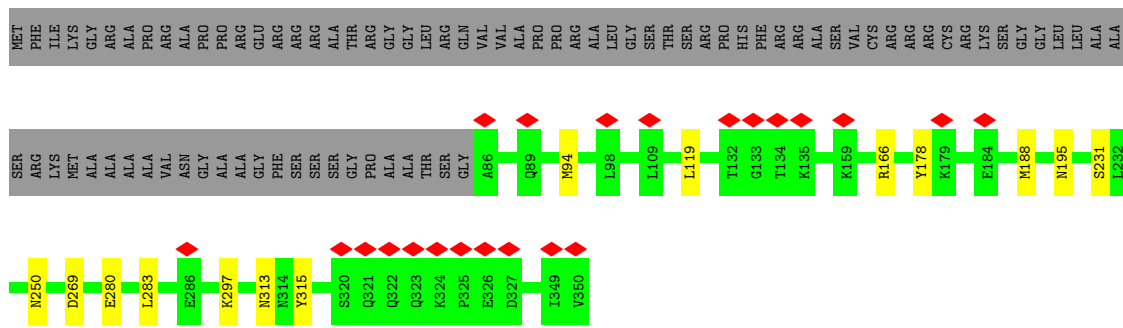 MET PHE ILE LYS GLY ARG ALA PRO ARG ALA PRO PRO ARG GLU ARG ARG ARG ARG ALA THR ARG GLY GLY LEU ARG GLN VAL VAL ALA PRO PRO ARG ALA LEU GLY SER THR SER ARG PRO HIS PHE ARG ARG ALA SER VAL CYS ARG ARG ARG CYS ARG LYS SER GLY GLY LEU LEU ALA ALA
SER ARG LYS MET ALA ALA ALA ALA VAL ASN GLY ALA ALA GLY PHE SER SER SER GLY PRO ALA ALA THR SER GLY A86 Q89 M94 L98 L109 L119 T132 G133 T134 K135 K159 R166 Y178 K179 E184 M188 N195 S231 L232
N250 D269 E280 L283 E286 K297 N313 N314 Y315 S320 Q321 Q322 Q323 K324 P325 E326 D327 I349 V350